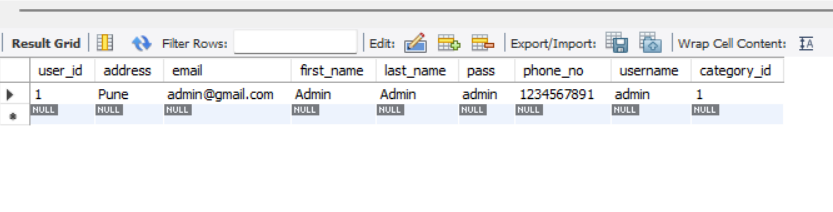 Result Grid Filter Rows: Edit: Export/Import: Wrap Cell Content: IA
user_id address email first_name last_name pass phone_no username category_id
1 Pune admin@gmail.com Admin Admin admin 1234567891 admin 1
NULL NULL NULL NULL NULL NULL NULL NULL NULL